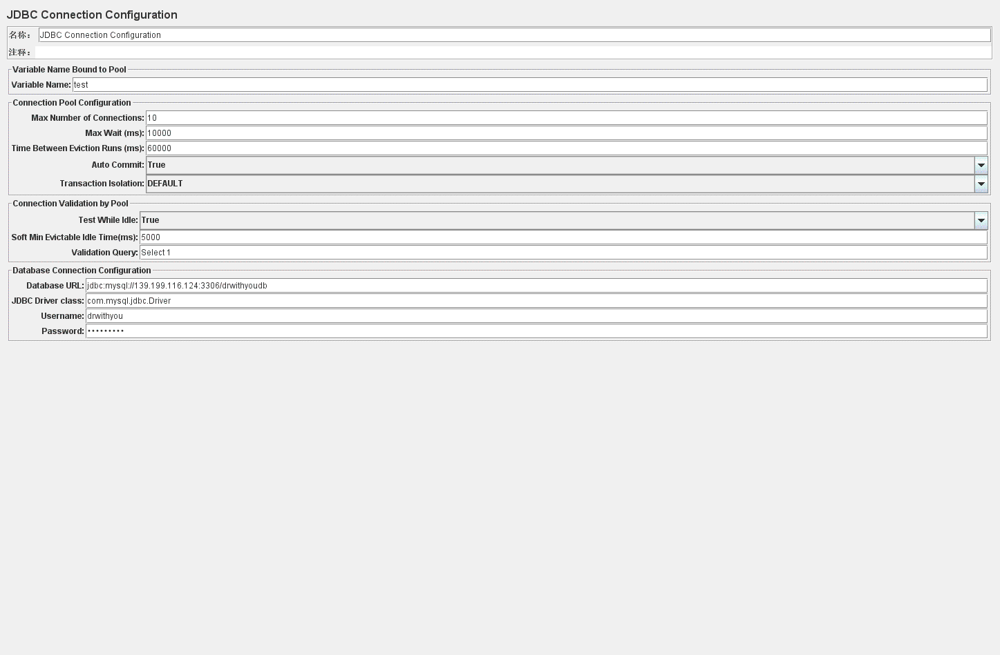 JDBC Connection Configuration
名称： JDBC Connection Configuration
注释：
Variable Name Bound to Pool
Variable Name: test
Connection Pool Configuration
Max Number of Connections: 10
Max Wait (ms): 10000
Time Between Eviction Runs (ms): 60000
Auto Commit: True
Transaction Isolation: DEFAULT
Connection Validation by Pool
Test While Idle: True
Soft Min Evictable Idle Time(ms): 5000
Validation Query: Select 1
Database Connection Configuration
Database URL: jdbc:mysql://139.199.116.124:3306/drwithyoudb
JDBC Driver class: com.mysql.jdbc.Driver
Username: drwithyou
Password: •••••••••